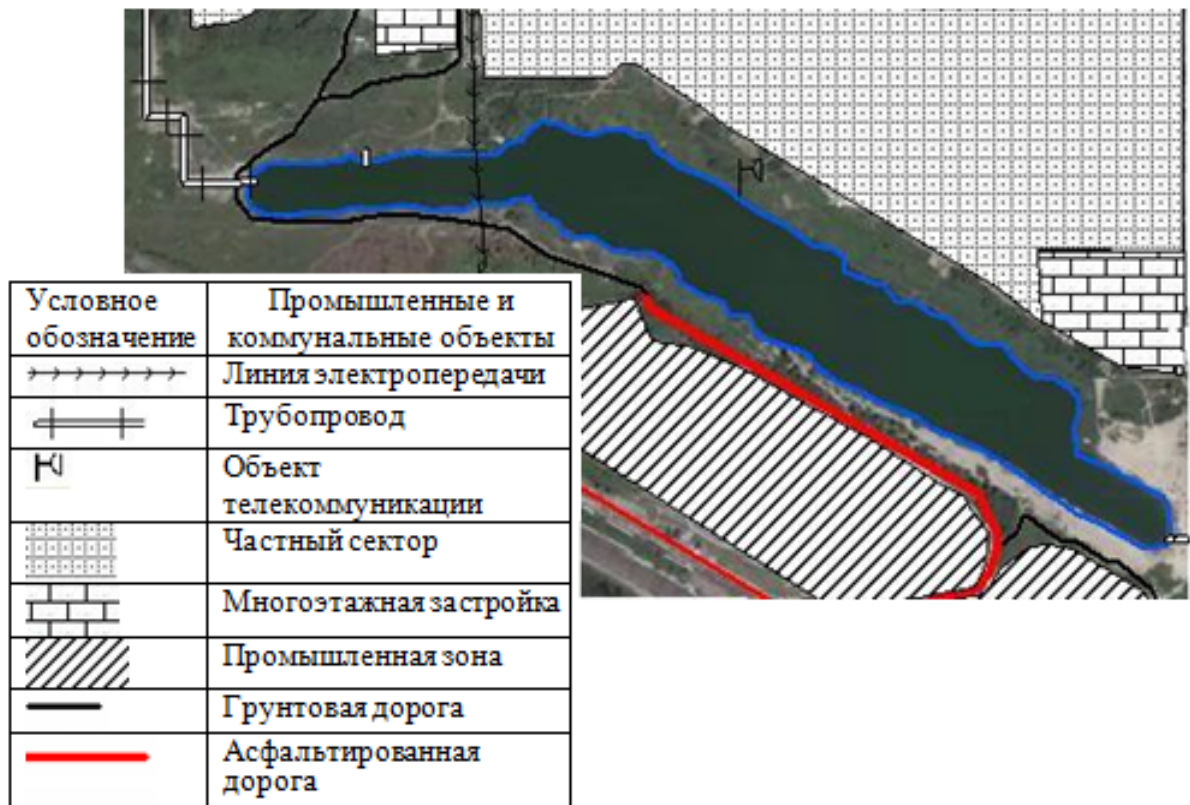 Условное
обозначение
Промышленные и
коммунальные объекты
Линия электропередачи
Трубопровод
Объект
телекоммуникации
Частный сектор
Многоэтажная застройка
Промышленная зона
Грунтовая дорога
Асфальтированная
дорога